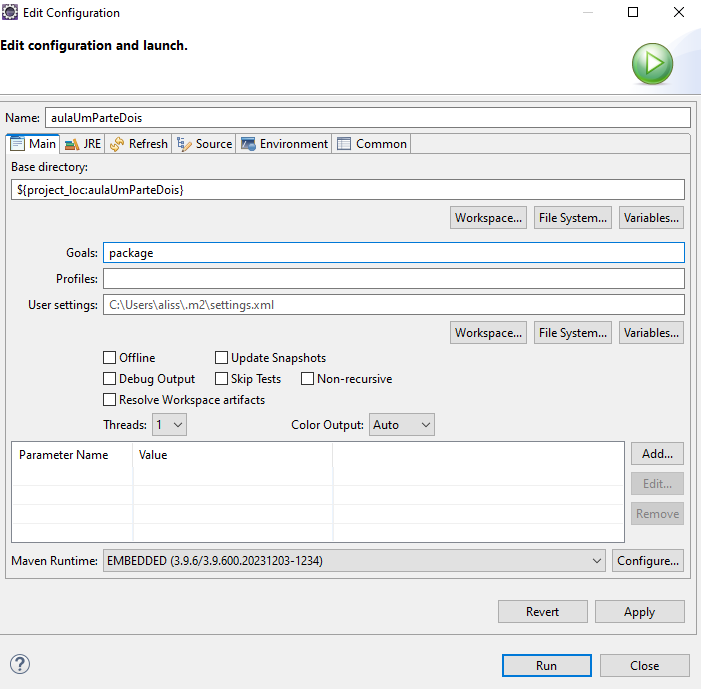 Edit Configuration
Edit configuration and launch.
Name: aulaUmParteDois
Main JRE Refresh Source Environment Common
Base directory:
${project_loc:aulaUmParteDois}
Workspace... File System... Variables...
Goals: package
Profiles:
User settings: C:\Users\aliss\.m2\settings.xml
Workspace... File System... Variables...
Offline Update Snapshots
Debug Output Skip Tests Non-recursive
Resolve Workspace artifacts
Threads: 1 Color Output: Auto
Parameter Name Value Add...
Edit...
Remove
Maven Runtime: EMBEDDED (3.9.6/3.9.600.20231203-1234) Configure...
Revert Apply
? Run Close